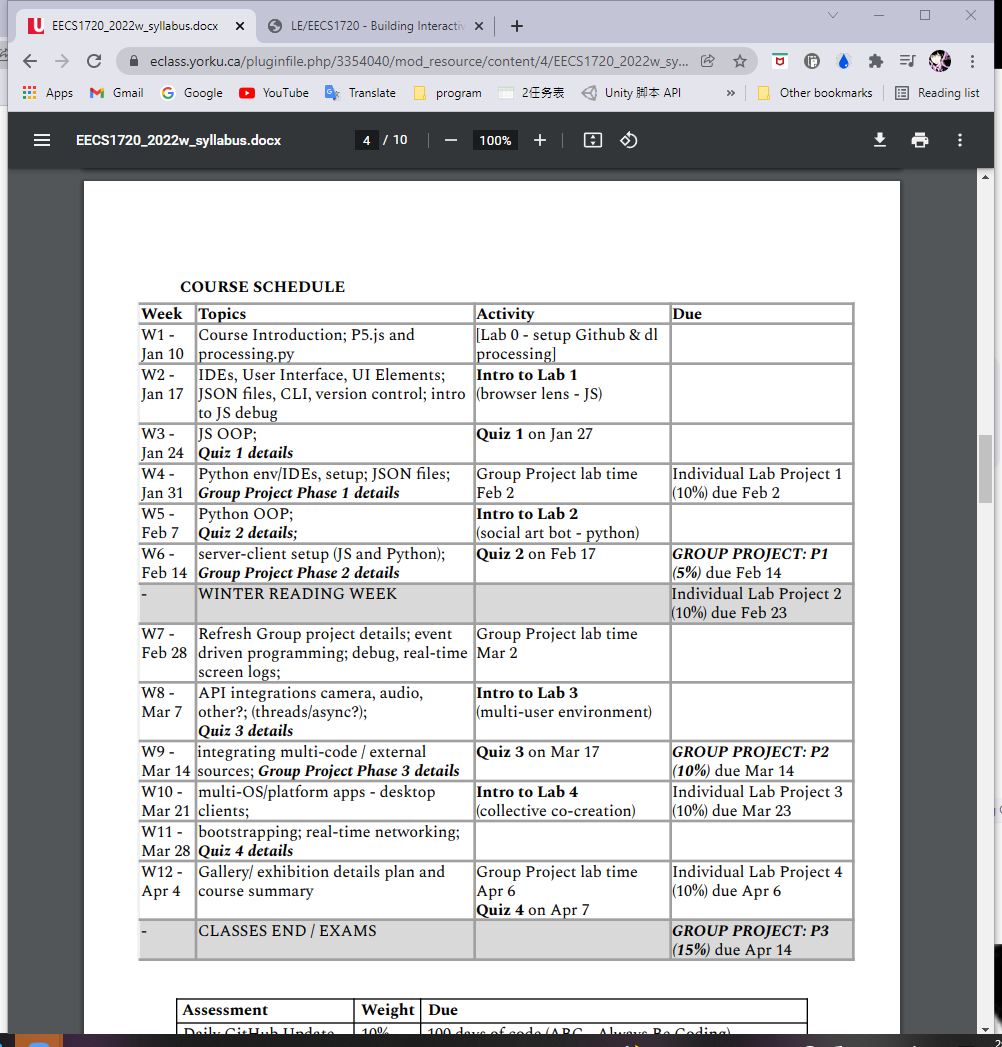 EECS1720_2022w_syllabus.docx
LE/EECS1720 - Building Interactiv
eclass.yorku.ca/pluginfile.php/3354040/mod_resource/content/4/EECS1720_2022w_sy...
Apps Gmail Google YouTube Translate program 2任务表 Unity 脚本 API » Other bookmarks Reading list
EECS1720_2022w_syllabus.docx 4 / 10 100%
COURSE SCHEDULE
Week Topics Activity Due
W1 - Course Introduction; P5.js and [Lab 0 - setup Github & dl
Jan 10 processing.py processing]
W2 - IDEs, User Interface, UI Elements; Intro to Lab 1
Jan 17 JSON files, CLI, version control; intro (browser lens - JS)
to JS debug
W3 - JS OOP; Quiz 1 on Jan 27
Jan 24 Quiz 1 details
W4 - Python env/IDEs, setup; JSON files; Group Project lab time Individual Lab Project 1
Jan 31 Group Project Phase 1 details Feb 2 (10%) due Feb 2
W5 - Python OOP; Intro to Lab 2
Feb 7 Quiz 2 details; (social art bot - python)
W6 - server-client setup (JS and Python); Quiz 2 on Feb 17 GROUP PROJECT: P1
Feb 14 Group Project Phase 2 details (5%) due Feb 14
- WINTER READING WEEK Individual Lab Project 2
(10%) due Feb 23
W7 - Refresh Group project details; event Group Project lab time
Feb 28 driven programming; debug, real-time Mar 2
screen logs;
W8 - API integrations camera, audio, Intro to Lab 3
Mar 7 other?; (threads/async?); (multi-user environment)
Quiz 3 details
W9 - integrating multi-code / external Quiz 3 on Mar 17 GROUP PROJECT: P2
Mar 14 sources; Group Project Phase 3 details (10%) due Mar 14
W10 - multi-OS/platform apps - desktop Intro to Lab 4 Individual Lab Project 3
Mar 21 clients; (collective co-creation) (10%) due Mar 23
W11 - bootstrapping; real-time networking;
Mar 28 Quiz 4 details
W12 - Gallery/ exhibition details plan and Group Project lab time Individual Lab Project 4
Apr 4 course summary Apr 6 (10%) due Apr 6
Quiz 4 on Apr 7
- CLASSES END / EXAMS GROUP PROJECT: P3
(15%) due Apr 14
Assessment Weight Due
Daily GitHub Update 10% 100 days of code (ABC - Always Be Coding)